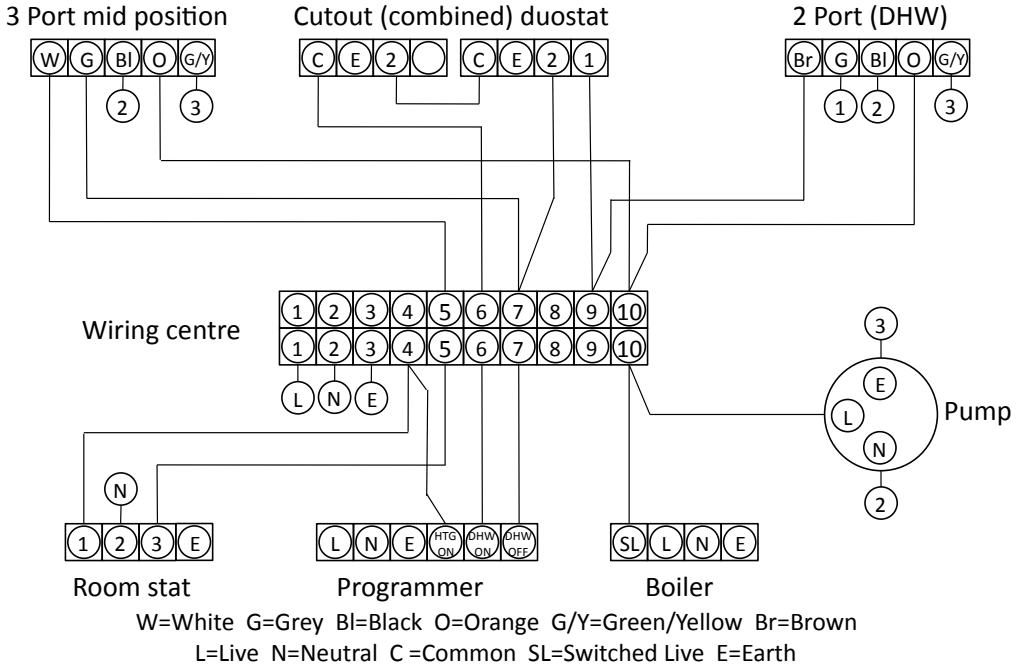 3 Port mid position Cutout (combined) duostat 2 Port (DHW)
W G Bl O G/Y C E 2 C E 2 1 Br G Bl O G/Y
2 3 1 2 3
Wiring centre
1 2 3 4 5 6 7 8 9 10
1 2 3 4 5 6 7 8 9 10
L N E
3
E
L
N
Pump
2
N
1 2 3 E L N E HTG ON DHW ON DHW OFF SL L N E
Room stat Programmer Boiler
W=White G=Grey Bl=Black O=Orange G/Y=Green/Yellow Br=Brown
L=Live N=Neutral C =Common SL=Switched Live E=Earth